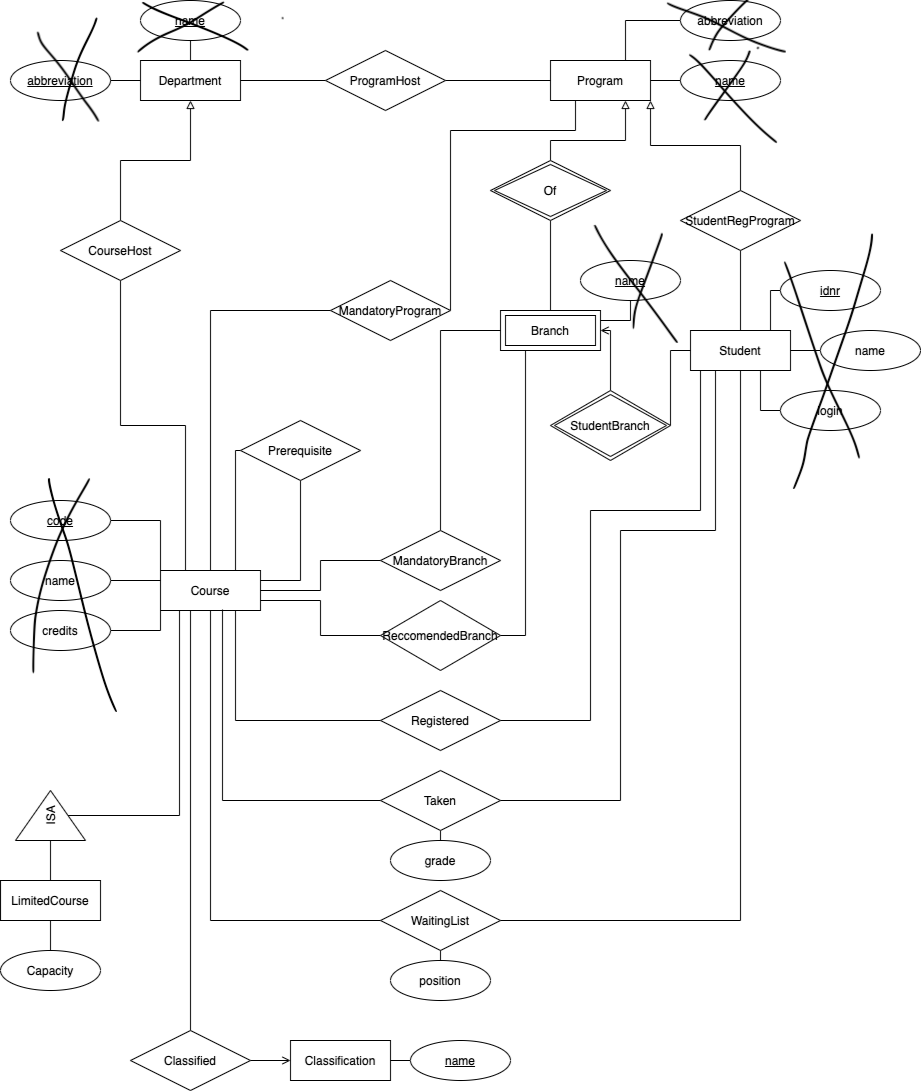 name
abbreviation
abbreviation
Department
ProgramHost
Program
name
Of
StudentRegProgram
CourseHost
name
idnr
MandatoryProgram
Branch
Student
name
login
StudentBranch
Prerequisite
code
MandatoryBranch
name
Course
credits
ReccomendedBranch
Registered
ISA
Taken
grade
LimitedCourse
WaitingList
Capacity
position
Classified
Classification
name